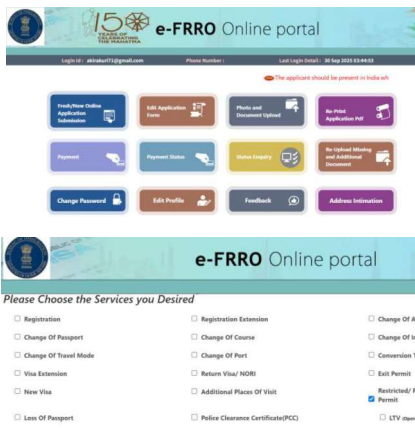 15
YEARS OF
CELEBRATING
THE MAHATMA
e-FRRO Online portal
Login Id : akirakuri71@gmail.com Phone Number : Last Login Detail : 30 Sep 2025 03:44:53
The applicant should be present in India wh
Fresh/New Online
Application
Submission
Edit Application
Form
Photo and
Document Upload
Re-Print
Application Pdf
Payment
Payment Status
Status Enquiry
Re-Upload Missing
and Additional
Document
Change Password
Edit Profile
Feedback
Address Intimation
e-FRRO Online portal
Please Choose the Services you Desired
Registration Registration Extension Change Of A
Change Of Passport Change Of Course Change Of In
Change Of Travel Mode Change Of Port Conversion T
Visa Extension Return Visa/ NORI Exit Permit
New Visa Additional Places Of Visit Restricted/ P
Permit
Loss Of Passport Police Clearance Certificate(PCC) LTV